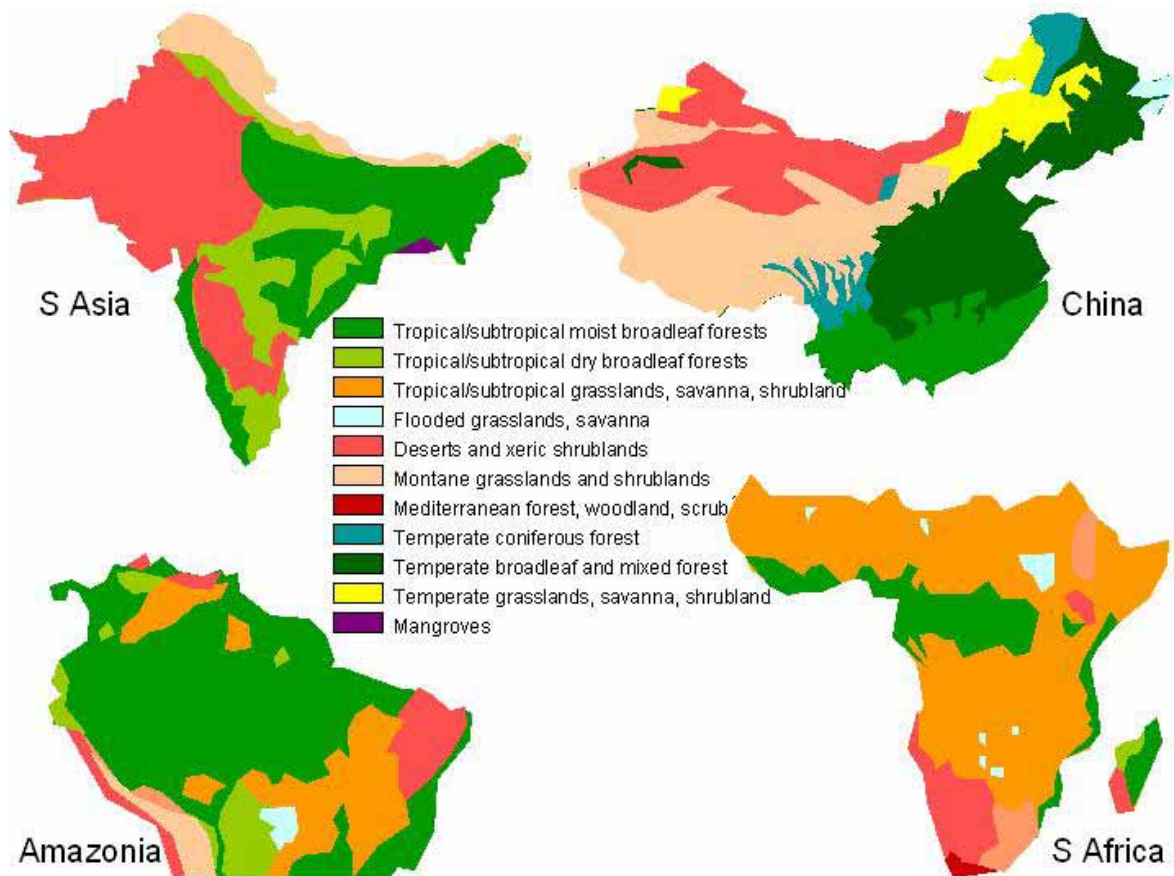 S Asia
China
Tropical/subtropical moist broadleaf forests
Tropical/subtropical dry broadleaf forests
Tropical/subtropical grasslands, savanna, shrubland
Flooded grasslands, savanna
Deserts and xeric shrublands
Montane grasslands and shrublands
Mediterranean forest, woodland, scrub
Temperate coniferous forest
Temperate broadleaf and mixed forest
Temperate grasslands, savanna, shrubland
Mangroves
Amazonia
S Africa